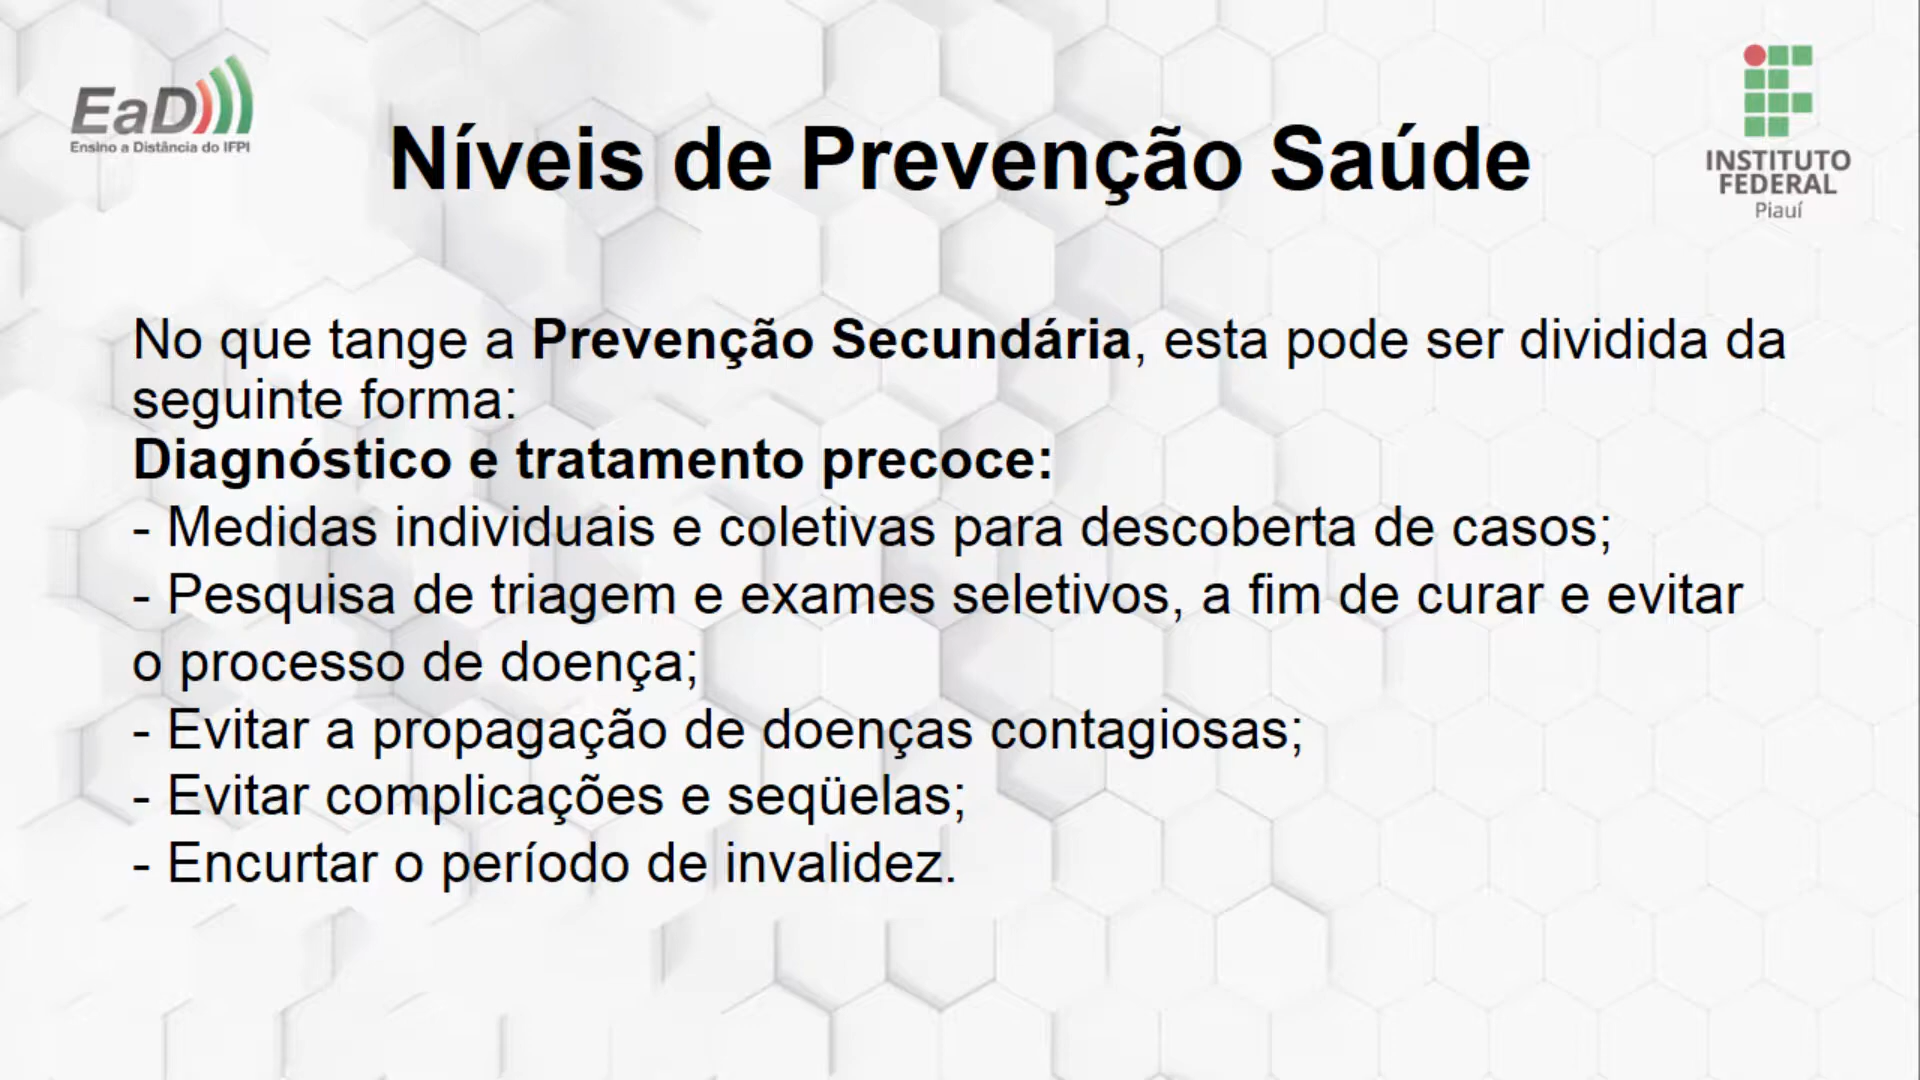 EaD
Ensino a Distância do IFPI
Níveis de Prevenção Saúde
INSTITUTO
FEDERAL
Piauí
No que tange a Prevenção Secundária, esta pode ser dividida da
seguinte forma:
Diagnóstico e tratamento precoce:
- Medidas individuais e coletivas para descoberta de casos;
- Pesquisa de triagem e exames seletivos, a fim de curar e evitar
o processo de doença;
- Evitar a propagação de doenças contagiosas;
- Evitar complicações e seqüelas;
- Encurtar o período de invalidez.